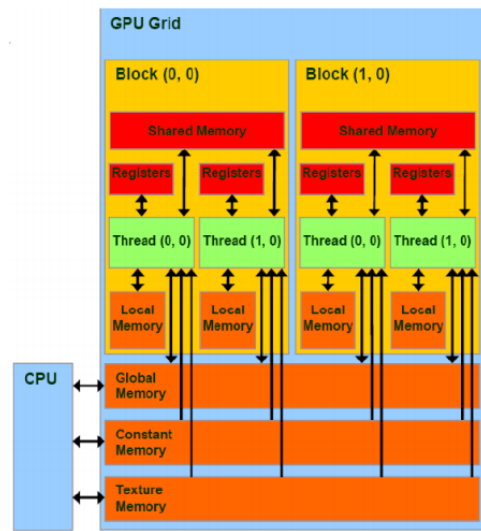 GPU Grid
Block (0, 0)
Block (1, 0)
Shared Memory
Shared Memory
Registers
Registers
Registers
Registers
Thread (0, 0)
Thread (1, 0)
Thread (0, 0)
Thread (1, 0)
Local
Memory
Local
Memory
Local
Memory
Local
Memory
CPU
Global
Memory
Constant
Memory
Texture
Memory